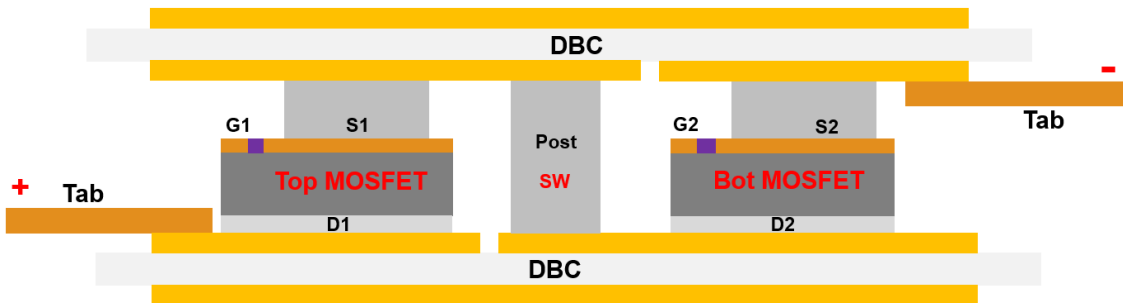 DBC
-
G1
S1
G2
S2
Tab
Post
+
Tab
Top MOSFET
SW
Bot MOSFET
D1
D2
DBC